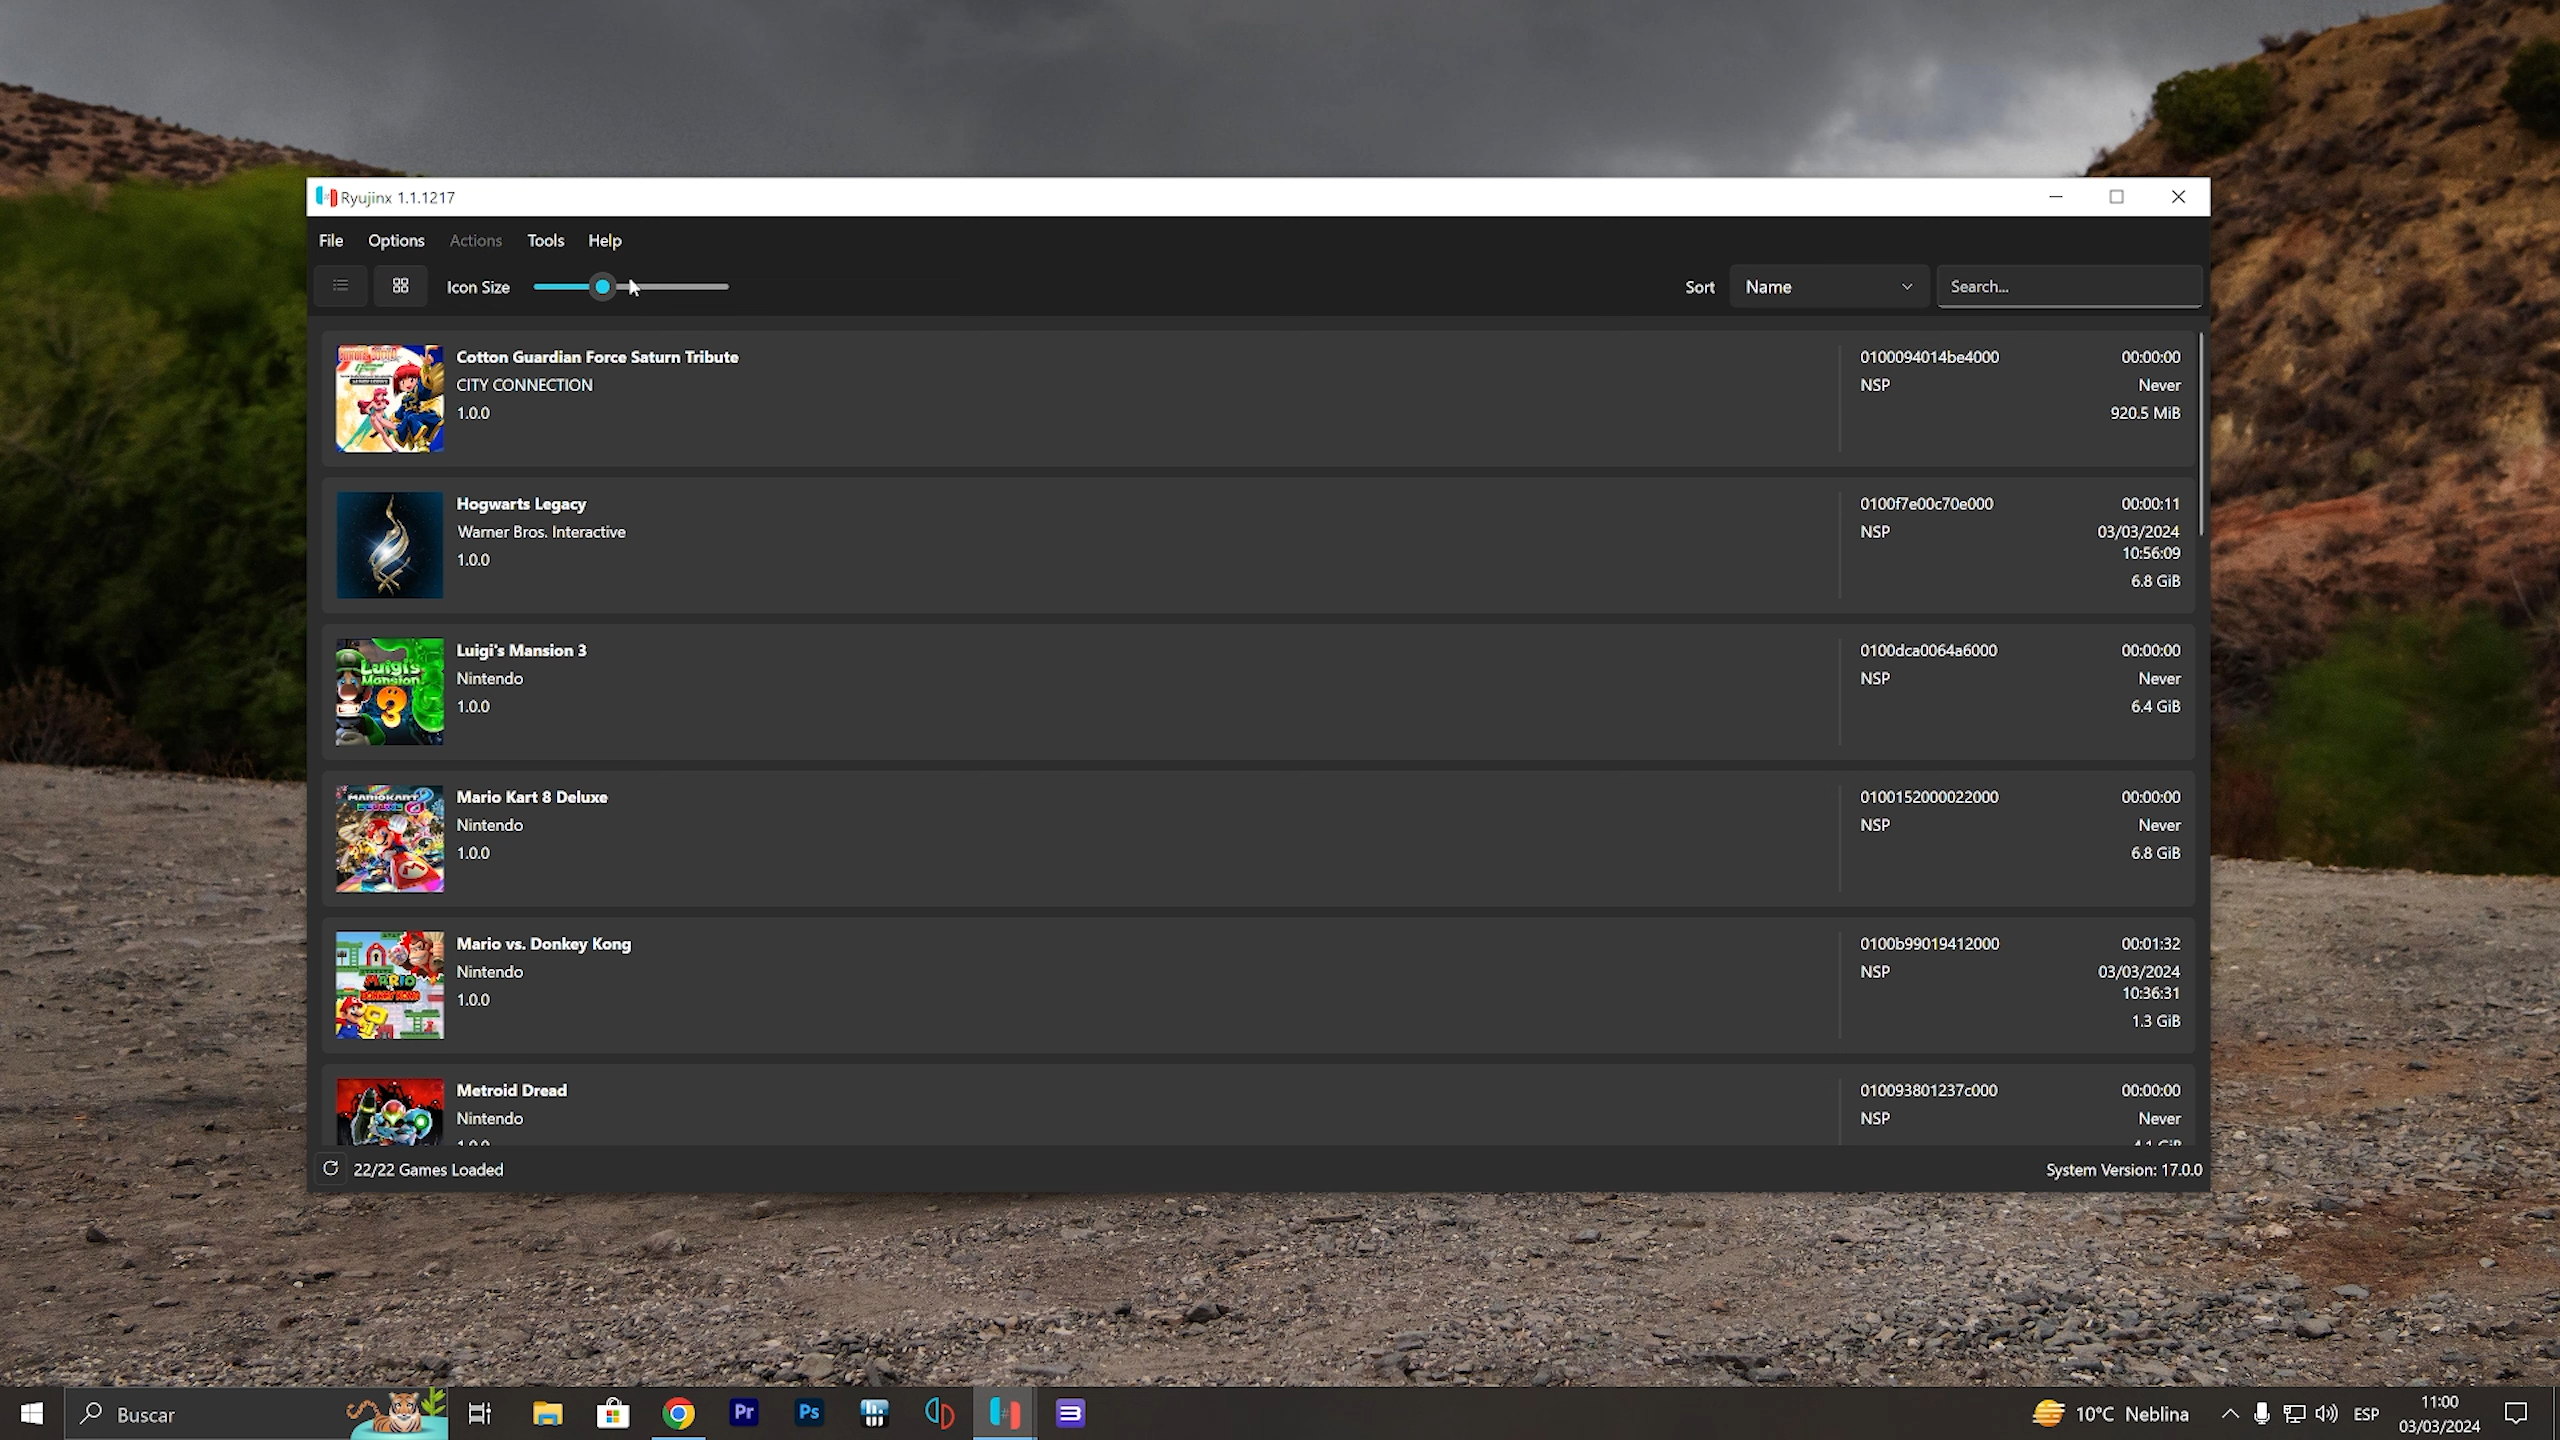 Ryujinx 1.1.1217
File Options Actions Tools Help
Icon Size
Sort Name Search...
Cotton Guardian Force Saturn Tribute
CITY CONNECTION
1.0.0
0100094014be4000 00:00:00
NSP Never
920.5 MiB
Hogwarts Legacy
Warner Bros. Interactive
1.0.0
0100f7e00c70e000 00:00:11
NSP 03/03/2024
10:56:09
6.8 GiB
Luigi's Mansion 3
Luigi's Mansion 3
Nintendo
1.0.0
0100dca0064a6000 00:00:00
NSP Never
6.4 GiB
Mario Kart 8 Deluxe
Nintendo
1.0.0
0100152000022000 00:00:00
NSP Never
6.8 GiB
Mario vs. Donkey Kong
Nintendo
1.0.0
0100b99019412000 00:01:32
NSP 03/03/2024
10:36:31
1.3 GiB
Metroid Dread
Nintendo
010093801237c000 00:00:00
NSP Never
22/22 Games Loaded
System Version: 17.0.0
Buscar
Pr
Ps
10°C Neblina
ESP
11:00
03/03/2024